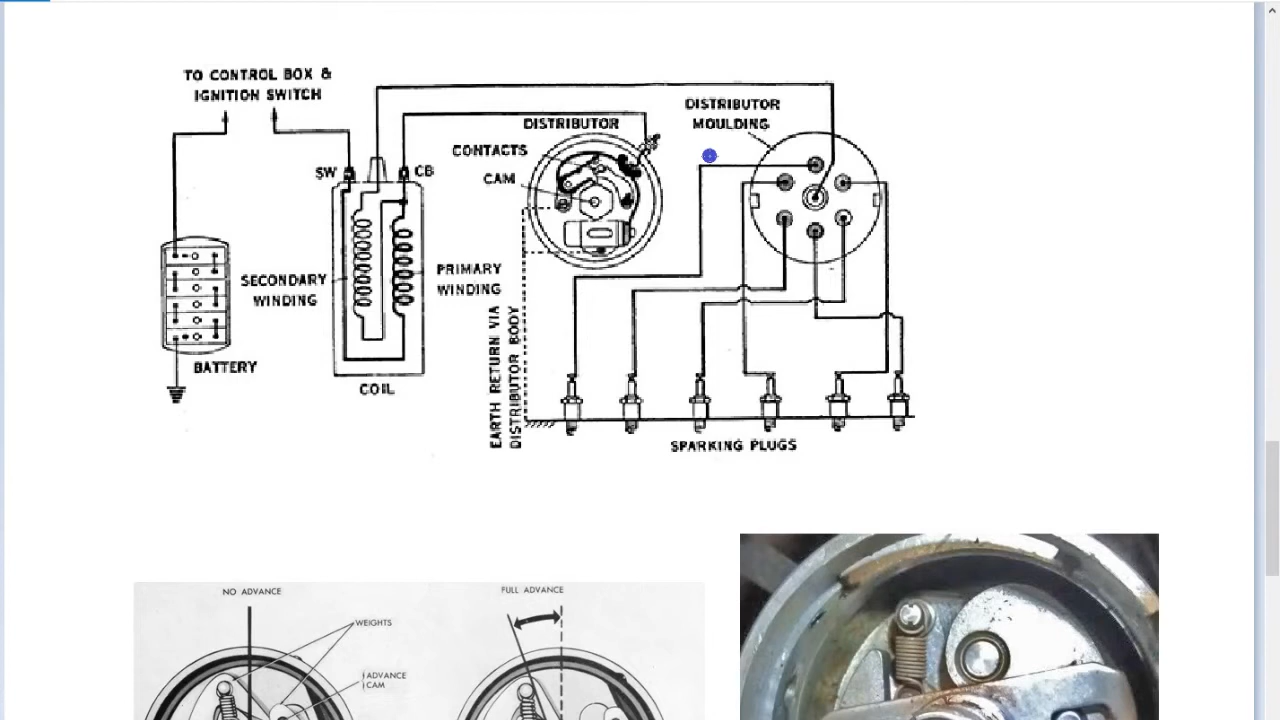 TO CONTROL BOX &
IGNITION SWITCH
DISTRIBUTOR
MOULDING
DISTRIBUTOR
CONTACTS
CAM
SW
CB
SECONDARY
WINDING
PRIMARY
WINDING
BATTERY
COIL
EARTH RETURN VIA
DISTRIBUTOR BODY
SPARKING PLUGS
NO ADVANCE
FULL ADVANCE
WEIGHTS
ADVANCE
CAM